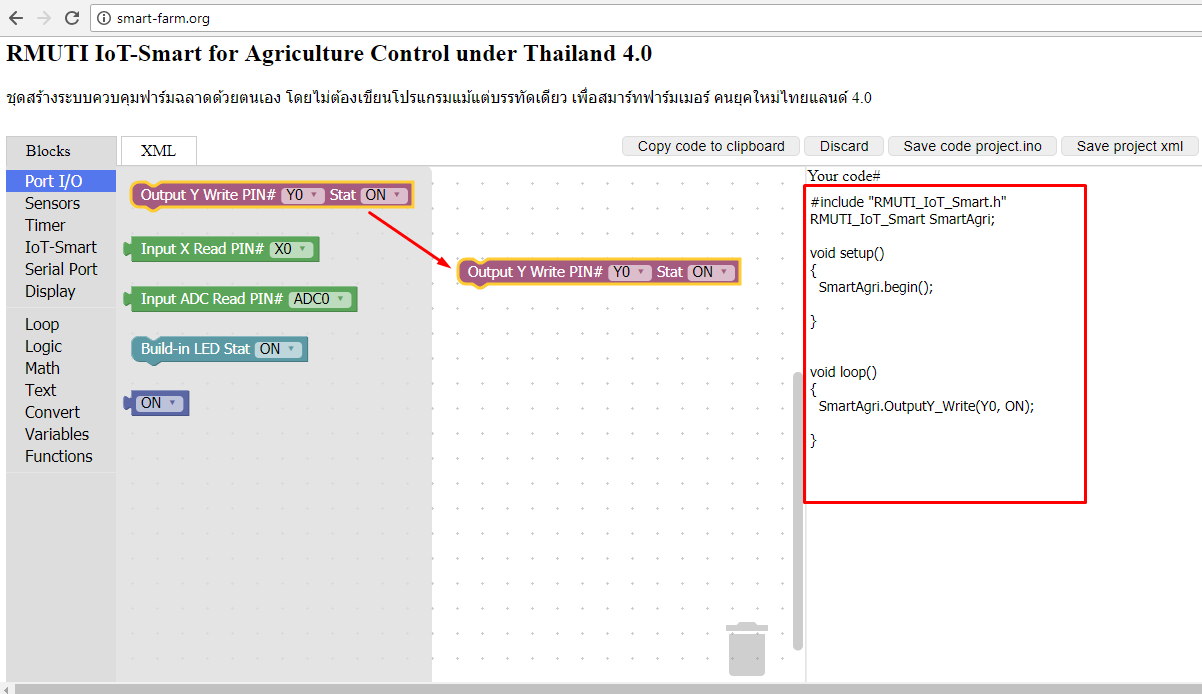 smart-farm.org
RMUTI IoT-Smart for Agriculture Control under Thailand 4.0
ชุดสร้างระบบควบคุมฟาร์มฉลาดด้วยตนเอง โดยไม่ต้องเขียนโปรแกรมแม้แต่บรรทัดเดียว เพื่อสมาร์ทฟาร์มเมอร์ คนยุคใหม่ไทยแลนด์ 4.0
Blocks
XML
Copy code to clipboard
Discard
Save code project.ino
Save project xml
Port I/O
Sensors
Timer
IoT-Smart
Serial Port
Display
Loop
Logic
Math
Text
Convert
Variables
Functions
Output Y Write PIN# Y0 Stat ON
Input X Read PIN# X0
Input ADC Read PIN# ADC0
Build-in LED Stat ON
ON
Output Y Write PIN# Y0 Stat ON
Your code#
#include "RMUTI_IoT_Smart.h"
RMUTI_IoT_Smart SmartAgri;
void setup()
{
SmartAgri.begin();
}
void loop()
{
SmartAgri.OutputY_Write(Y0, ON);
}